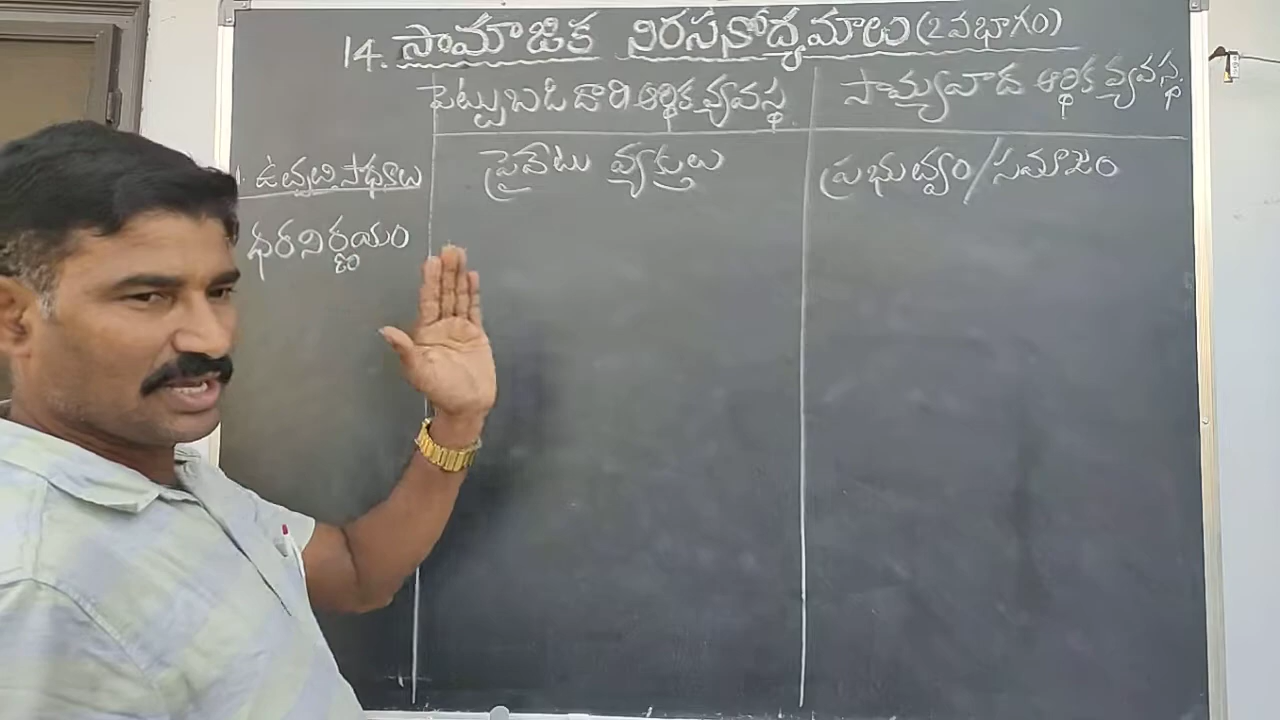 14. సామాజిక నిరసనోద్యమాలు (2వ భాగం)
పెట్టుబడిదారి ఆర్థిక వ్యవస్థ
సామ్యవాద ఆర్థిక వ్యవస్థ
1. ఉత్పత్తి సాధనాలు
ప్రైవేటు వ్యక్తులు
ప్రభుత్వం/సమాజం
ధరనిర్ణయం